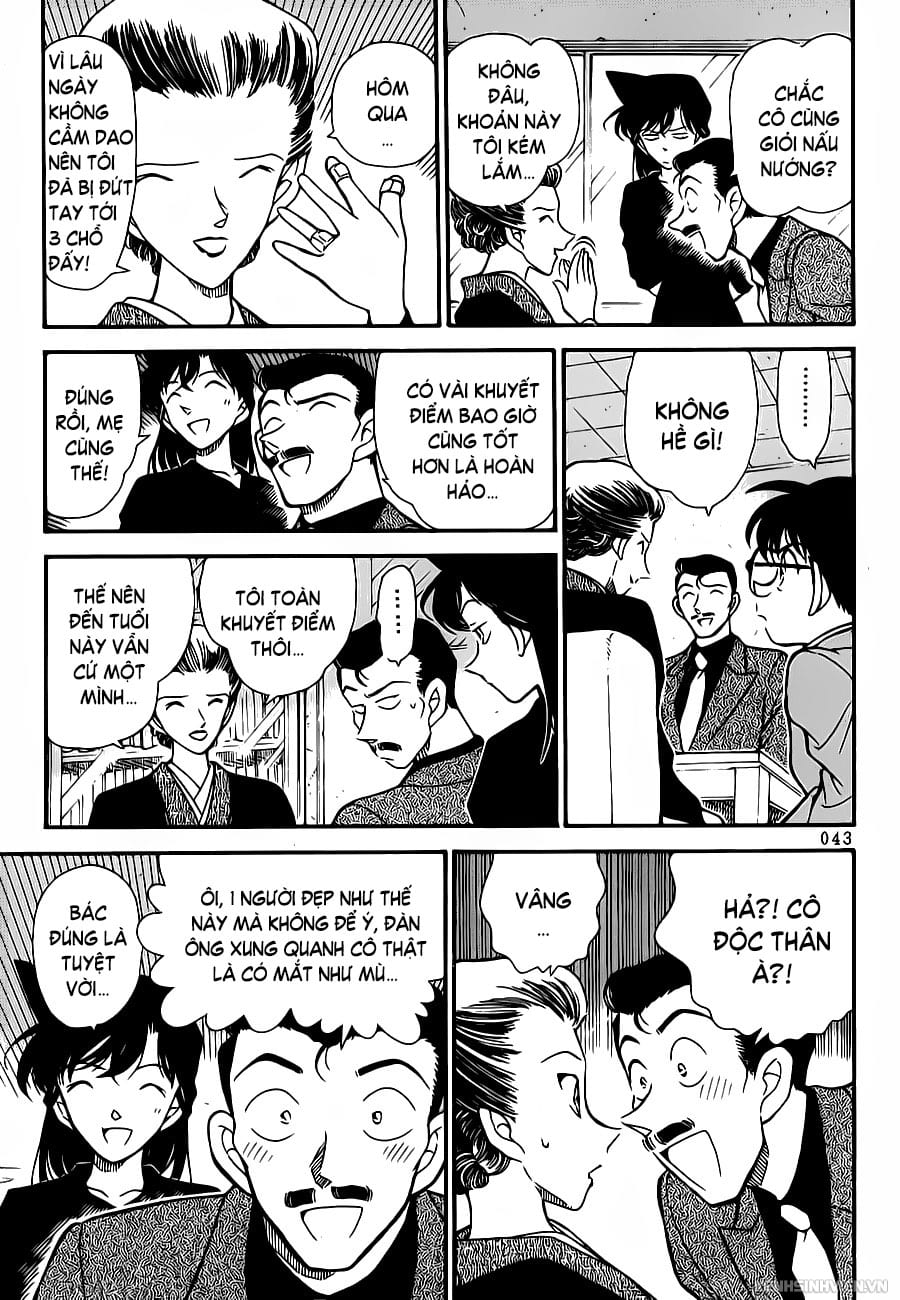 CHẮC
CÔ CŨNG
GIỎI NẤU
NƯỚNG?
KHÔNG
ĐÂU,
KHOẢN NÀY
TÔI KÉM
LẮM...
HÔM
QUA
...
VÌ LÂU
NGÀY
KHÔNG
CẦM DAO
NÊN TÔI
ĐÃ BỊ ĐỨT
TAY TỚI
3 CHỖ
ĐẤY!
.........
KHÔNG
HỀ GÌ!
CÓ VÀI KHUYẾT
ĐIỂM BAO GIỜ
CŨNG TỐT
HƠN LÀ HOÀN
HẢO...
ĐÚNG
RỒI, MẸ
CŨNG
THẾ!
......
TÔI TOÀN
KHUYẾT ĐIỂM
THÔI...
THẾ NÊN
ĐẾN TUỔI
NÀY VẪN
CỨ MỘT
MÌNH...
043
HẢ?! CÔ
ĐỘC THÂN
À?!
VÂNG
...
ÔI, 1 NGƯỜI ĐẸP NHƯ THẾ
NÀY MÀ KHÔNG ĐỂ Ý, ĐÀN
ÔNG XUNG QUANH CÔ THẬT
LÀ CÓ MẮT NHƯ MÙ...
BÁC
ĐÚNG LÀ
TUYỆT
VỜI...